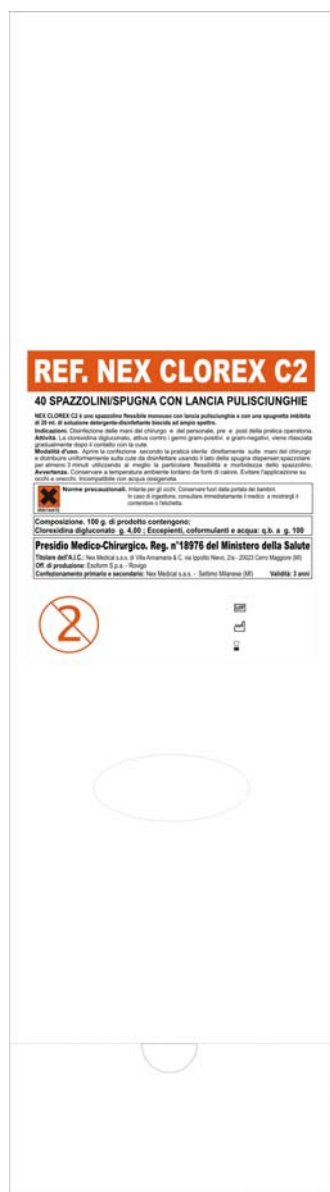 REF. NEX CLOREX C2
40 SPAZZOLINI/SPUGNA CON LANCIA PULISCIUNGHIE
NEX CLOREX C2 è uno spazzolino flessibile monouso con lancia pulisciunghie e con una spugnetta imbibita
di 20 ml. di soluzione detergente-disinfettante biocida ad ampio spettro.
Indicazioni. Disinfezione delle mani del chirurgo e del personale, pre e post della pratica operatoria.
Attività. La clorexidina digluconato, attiva contro i germi gram-positivi e gram-negativi, viene rilasciata
gradualmente dopo il contatto con la cute.
Modalità d'uso. Aprire la confezione secondo la pratica sterile direttamente sulle mani del chirurgo
e distribuire uniformemente sulla cute da disinfettare usando il lato della spugna dispenser; spazzolare
per almeno 3 minuti utilizzando al meglio la particolare flessibilità e morbidezza dello spazzolino.
Avvertenze. Conservare a temperatura ambiente lontano da fonti di calore. Evitare l'applicazione su
occhi e orecchi. Incompatibile con acqua ossigenata.
Norme precauzionali. Irritante per gli occhi. Conservare fuori dalla portata dei bambini.
In caso di ingestione, consultare immediatamente il medico e mostrargli il
contenitore o l'etichetta.
Composizione. 100 g. di prodotto contengono:
Clorexidina digluconato g. 4,00 ; Eccepienti, coformulanti e acqua: q.b. a g. 100
Presidio Medico-Chirurgico. Reg. n°18976 del Ministero della Salute
Titolare dell'A.I.C.: Nex Medical s.a.s. di Villa Annamaria & C. via Ippolito Nievo, 2/a - 20023 Cerro Maggiore (MI)
Off. di produzione: Esoform S.p.a. - Rovigo
Confezionamento primario e secondario: Nex Medical s.a.s. - Settimo Milanese (MI) Validità: 3 anni
2